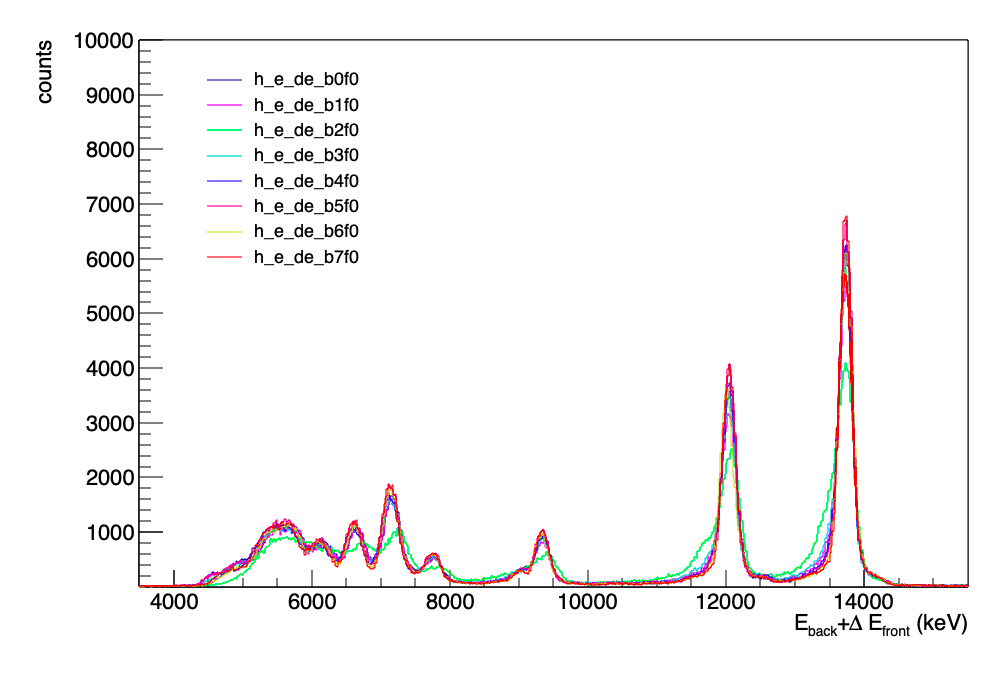 counts
10000
9000
8000
7000
6000
5000
4000
3000
2000
1000
h_e_de_b0f0
h_e_de_b1f0
h_e_de_b2f0
h_e_de_b3f0
h_e_de_b4f0
h_e_de_b5f0
h_e_de_b6f0
h_e_de_b7f0
4000 6000 8000 10000 12000 14000
E_back+Δ E_front (keV)